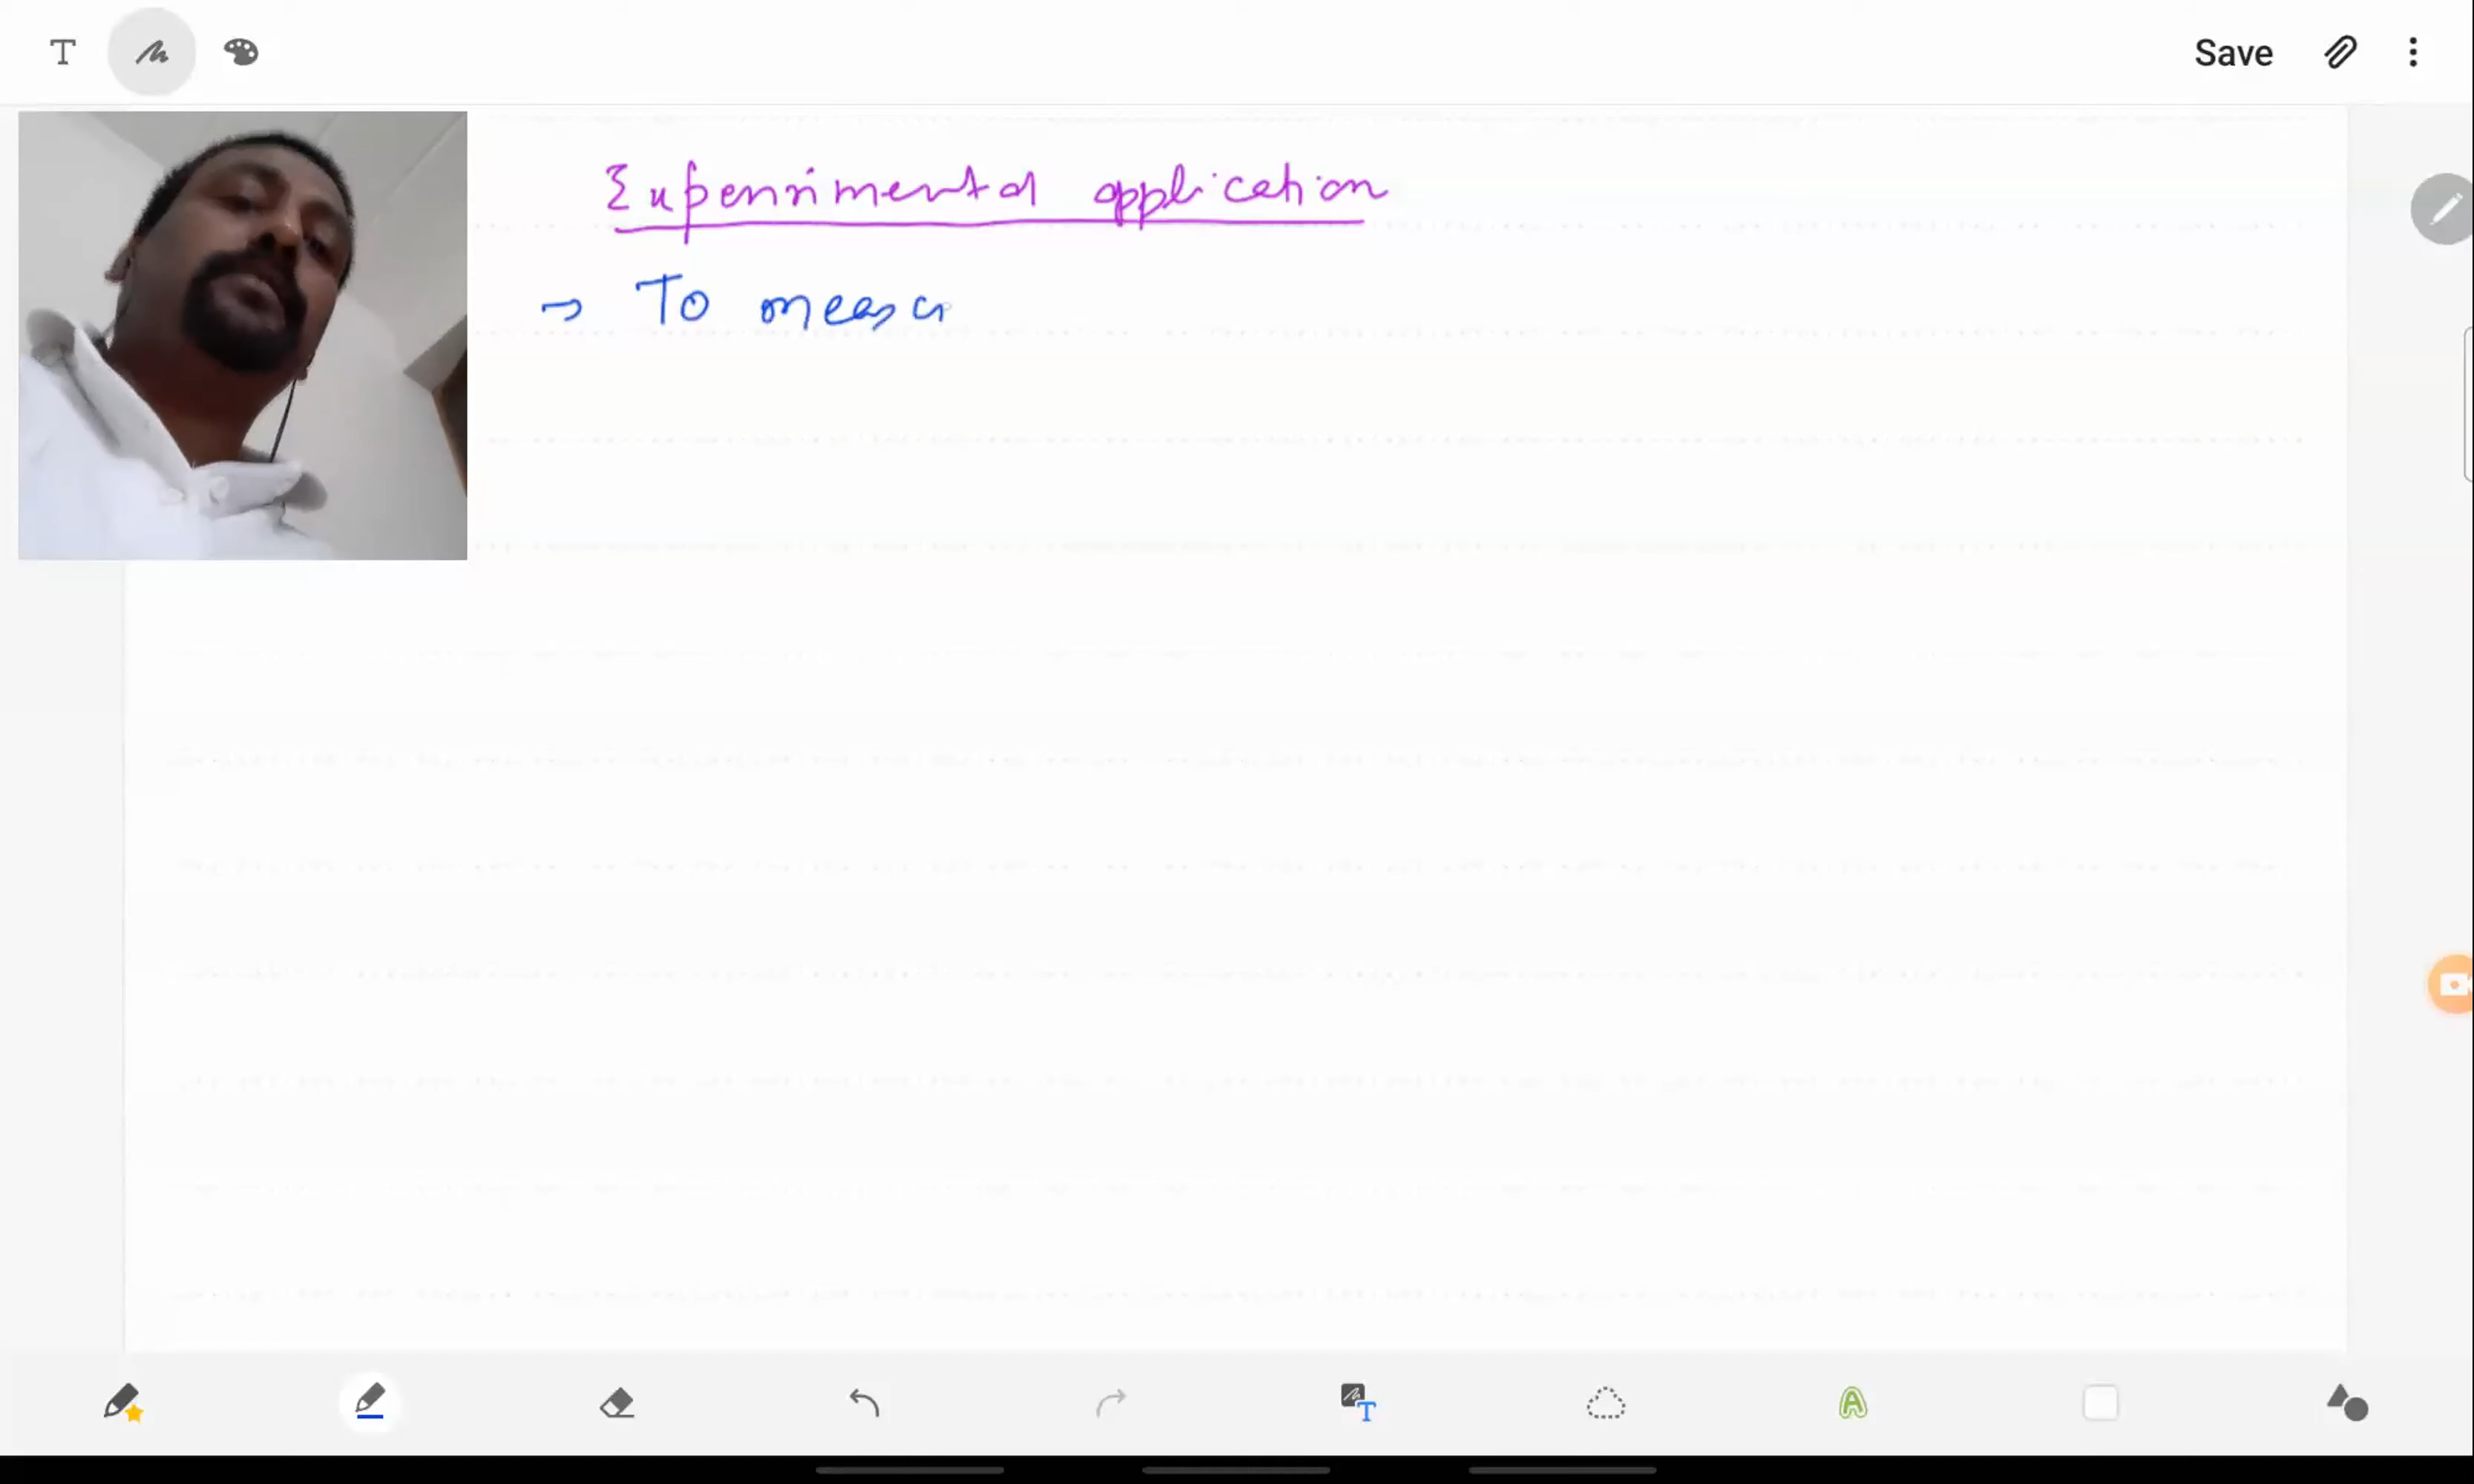 T
Save
Experimental application
→ To measu
T
A